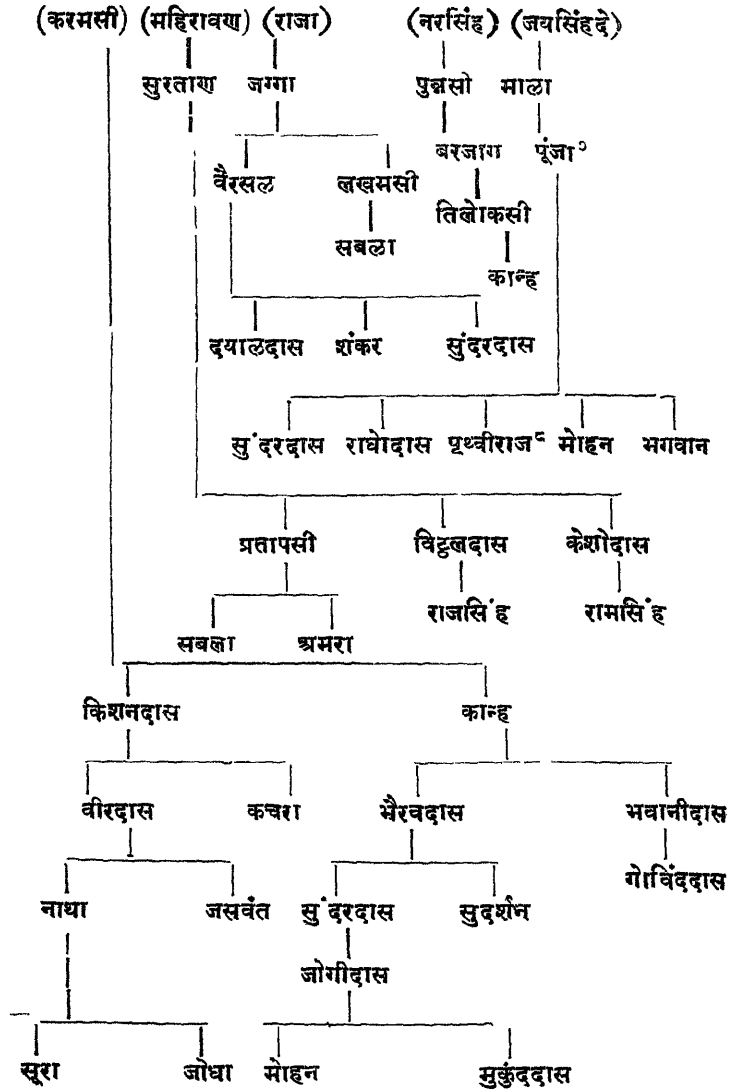 (करमसी) (महिरावण) (राजा) (नरसिंह) (जयसिंहदे)
सुरताण जग्गा पुन्नसी माला
बरजाग पूंजा१
वैरसल लखमसी
तिलोकसी
सबला
कान्ह
दयालदास शंकर सुंदरदास
सुंदरदास राघोदास पृथ्वीराज८ मोहन भगवान
प्रतापसी विट्ठलदास केशोदास
राजसिंह रामसिंह
सबला अमरा
किशनदास कान्ह
वीरदास कचरा भैरवदास भवानीदास
गोविंददास
नाथा जसवंत सुंदरदास सुदर्शन
जोगीदास
सूरा जोधा मोहन मुकुंददास